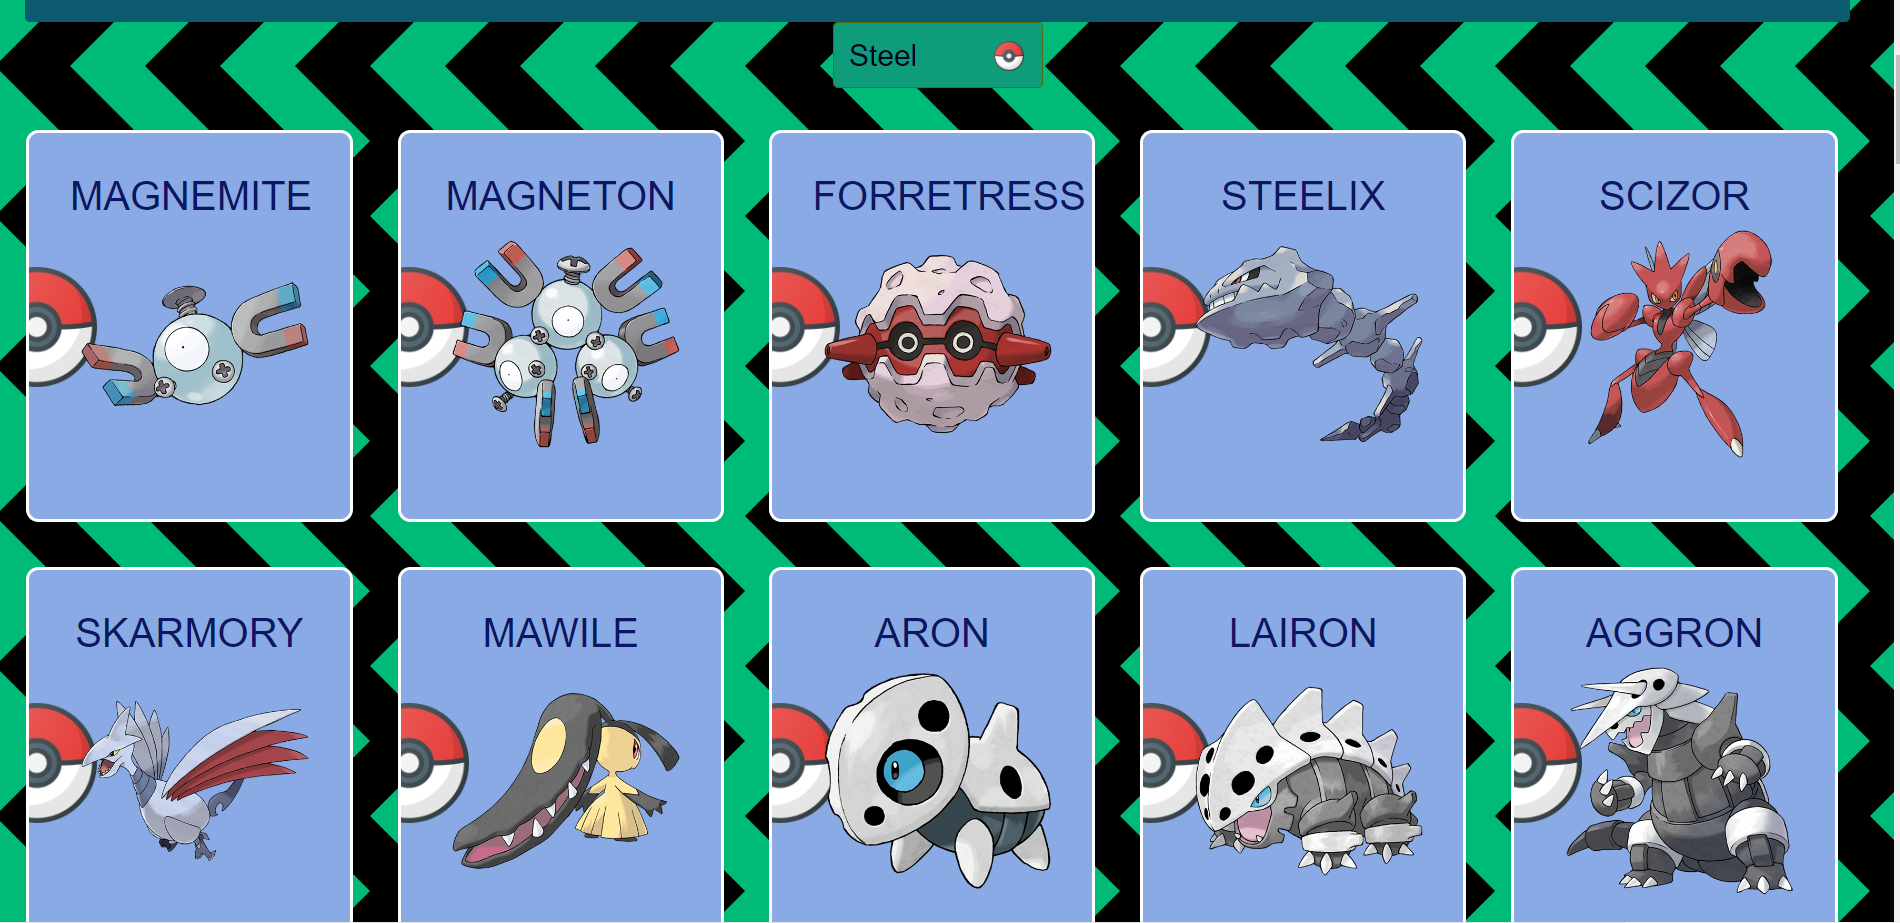 Steel
MAGNEMITE
MAGNETON
FORRETRESS
STEELIX
SCIZOR
SKARMORY
MAWILE
ARON
LAIRON
AGGRON